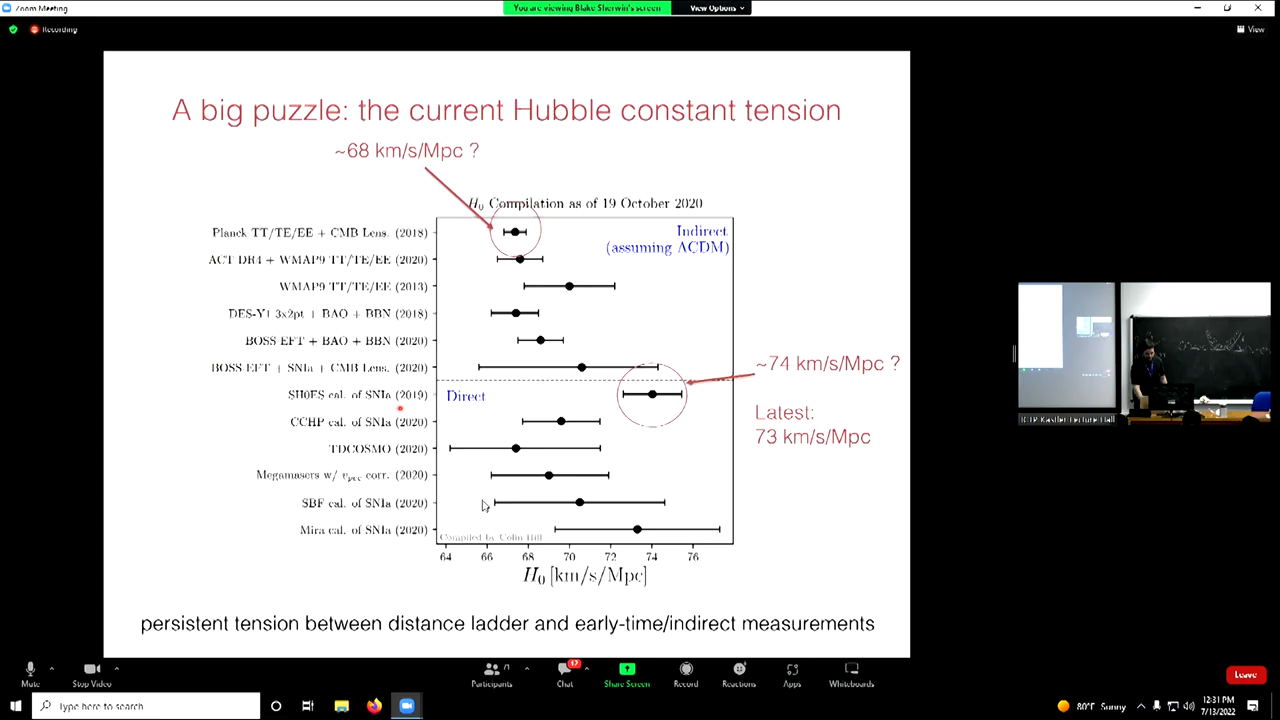 Zoom Meeting
You are viewing Blake Sherwin's screen
View Options
Recording
View
A big puzzle: the current Hubble constant tension
~68 km/s/Mpc ?
H0 Compilation as of 19 October 2020
Planck TT/TE/EE + CMB Lens. (2018)
Indirect
(assuming ΛCDM)
ACT DR4 + WMAP9 TT/TE/EE (2020)
WMAP9 TT/TE/EE (2013)
DES-Y1 3x2pt + BAO + BBN (2018)
BOSS EFT + BAO + BBN (2020)
BOSS EFT + SNIa + CMB Lens. (2020)
~74 km/s/Mpc ?
SH0ES cal. of SNIa (2019)
Direct
Latest:
73 km/s/Mpc
CCHP cal. of SNIa (2020)
TDCOSMO (2020)
Megamasers w/ vpec corr. (2020)
SBF cal. of SNIa (2020)
Mira cal. of SNIa (2020)
Compiled by Colin Hill
64 66 68 70 72 74 76
H0 [km/s/Mpc]
persistent tension between distance ladder and early-time/indirect measurements
ICTP Kastler Lecture Hall
Mute
Stop Video
Participants
Chat
17
Share Screen
Record
Reactions
Apps
Whiteboards
Leave
Type here to search
80°F Sunny
12:31 PM
7/13/2022